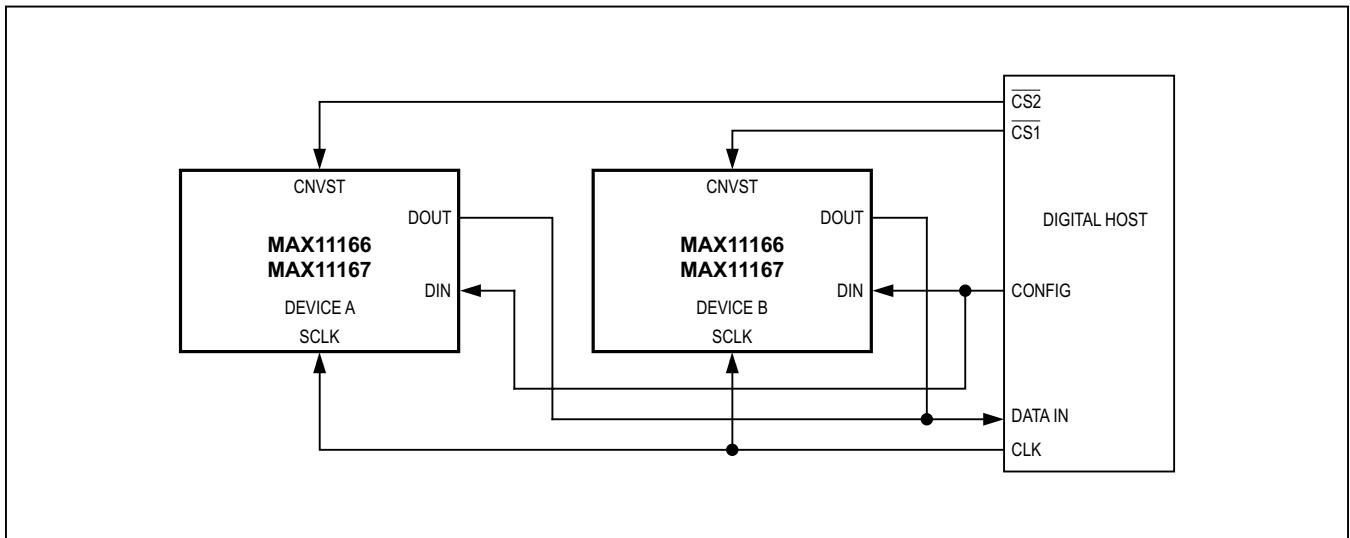 CS2
CS1
CNVST
CNVST
DOUT
DOUT
DIGITAL HOST
MAX11166
MAX11167
MAX11166
MAX11167
DIN
DIN
CONFIG
DEVICE A
DEVICE B
SCLK
SCLK
DATA IN
CLK